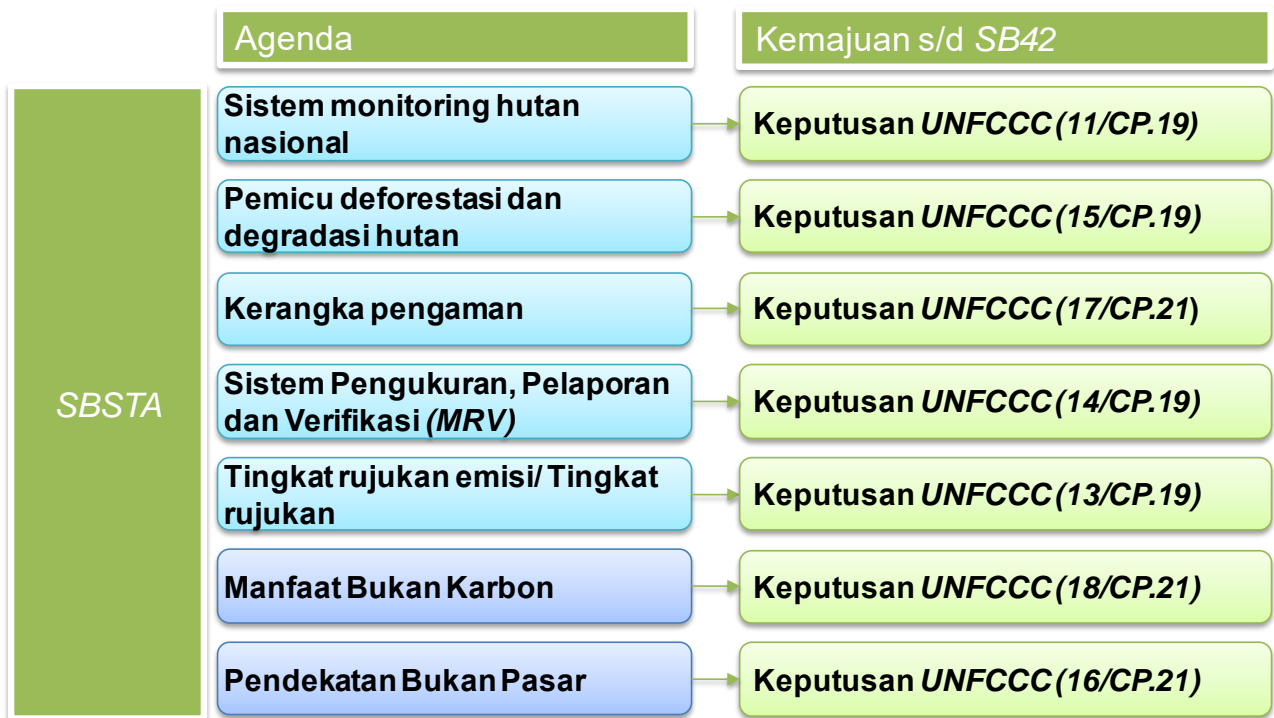 Agenda
Kemajuan s/d SB42
SBSTA
Sistem monitoring hutan
nasional
Keputusan UNFCCC (11/CP.19)
Pemicu deforestasi dan
degradasi hutan
Keputusan UNFCCC (15/CP.19)
Kerangka pengaman
Keputusan UNFCCC (17/CP.21)
Sistem Pengukuran, Pelaporan
dan Verifikasi (MRV)
Keputusan UNFCCC (14/CP.19)
Tingkat rujukan emisi/ Tingkat
rujukan
Keputusan UNFCCC (13/CP.19)
Manfaat Bukan Karbon
Keputusan UNFCCC (18/CP.21)
Pendekatan Bukan Pasar
Keputusan UNFCCC (16/CP.21)